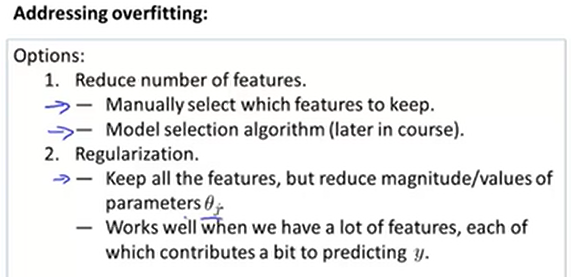 Addressing overfitting:
Options:
1. Reduce number of features.
— Manually select which features to keep.
— Model selection algorithm (later in course).
2. Regularization.
— Keep all the features, but reduce magnitude/values of
parameters θⱼ.
— Works well when we have a lot of features, each of
which contributes a bit to predicting y.